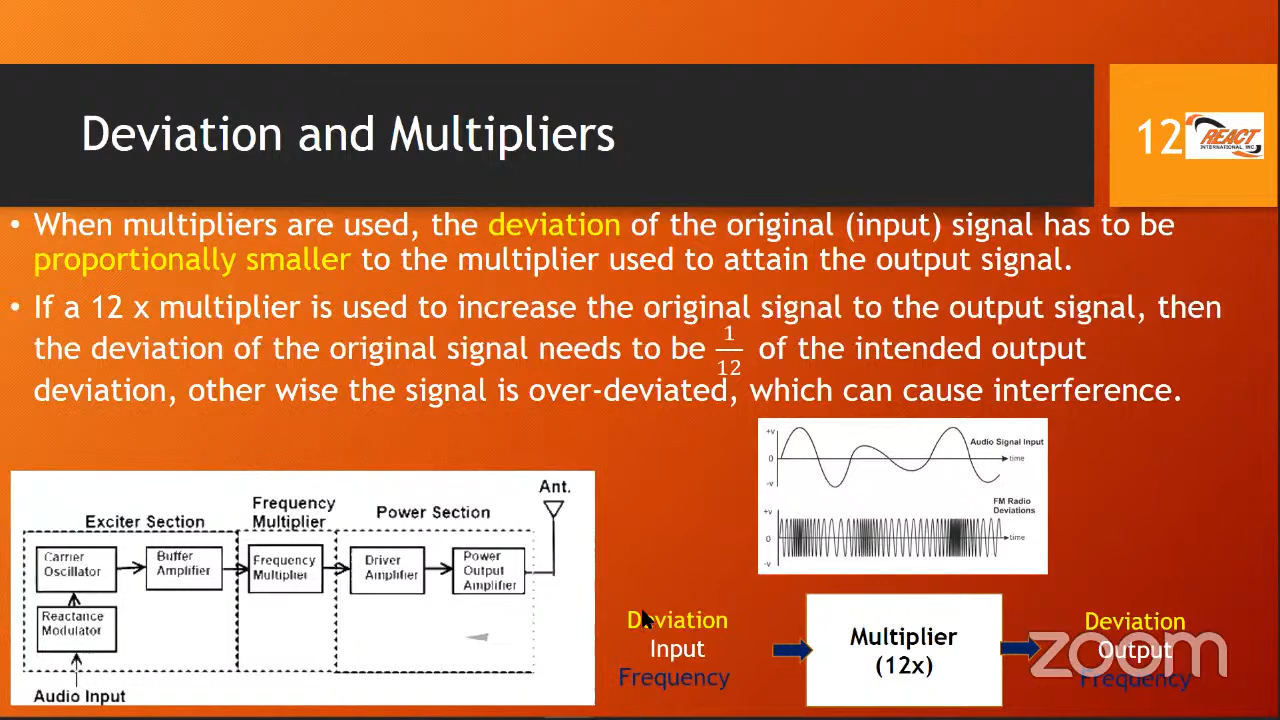 Deviation and Multipliers
12
REACT
INTERNATIONAL, INC.
• When multipliers are used, the deviation of the original (input) signal has to be
proportionally smaller to the multiplier used to attain the output signal.
• If a 12 x multiplier is used to increase the original signal to the output signal, then
the deviation of the original signal needs to be 1/12 of the intended output
deviation, other wise the signal is over-deviated, which can cause interference.
+v
Audio Signal Input
0
time
-v
FM Radio
Deviations
+v
0
time
-v
Ant.
Exciter Section
Frequency
Multiplier
Power Section
Carrier
Oscillator
Buffer
Amplifier
Frequency
Multiplier
Driver
Amplifier
Power
Output
Amplifier
Reactance
Modulator
Audio Input
Deviation
Input
Frequency
Multiplier
(12x)
Deviation
Output
Frequency
zoom